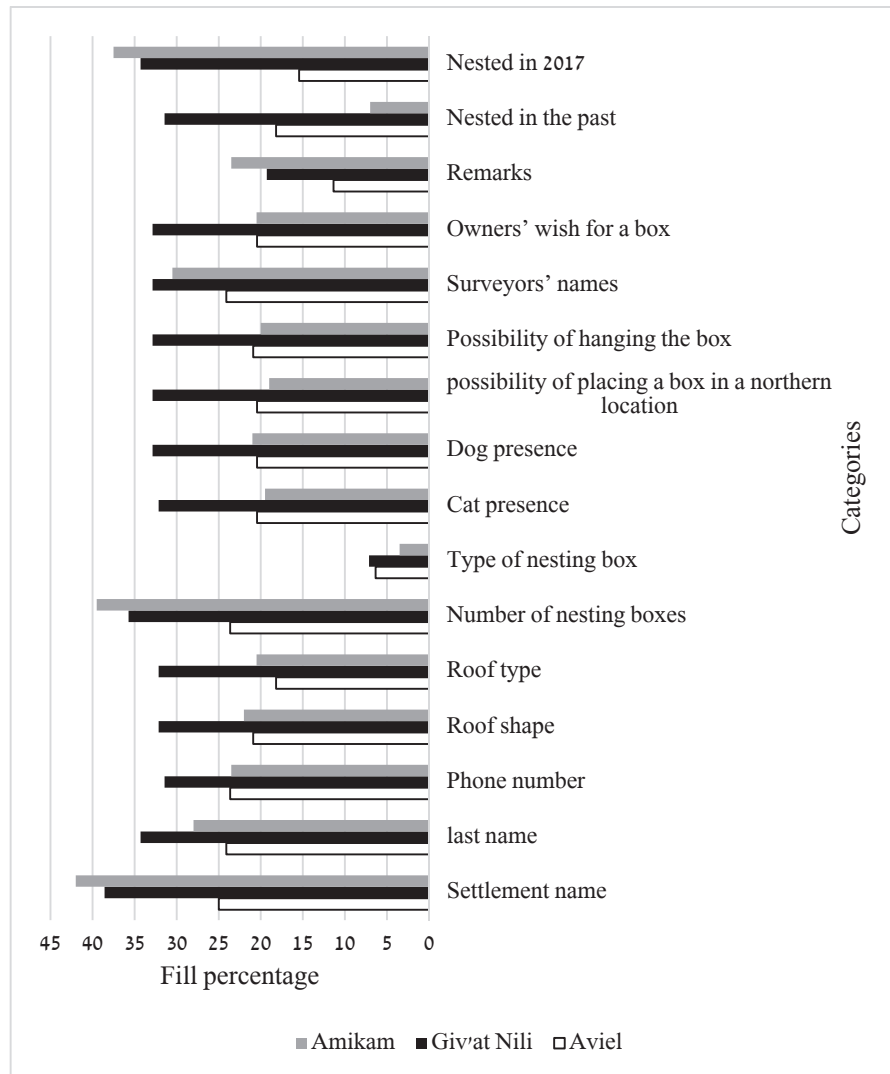 Nested in 2017
Nested in the past
Remarks
Owners’ wish for a box
Surveyors’ names
Possibility of hanging the box
possibility of placing a box in a northern
location
Dog presence
Cat presence
Type of nesting box
Number of nesting boxes
Roof type
Roof shape
Phone number
last name
Settlement name
Categories
45 40 35 30 25 20 15 10 5 0
Fill percentage
Amikam Giv'at Nili Aviel